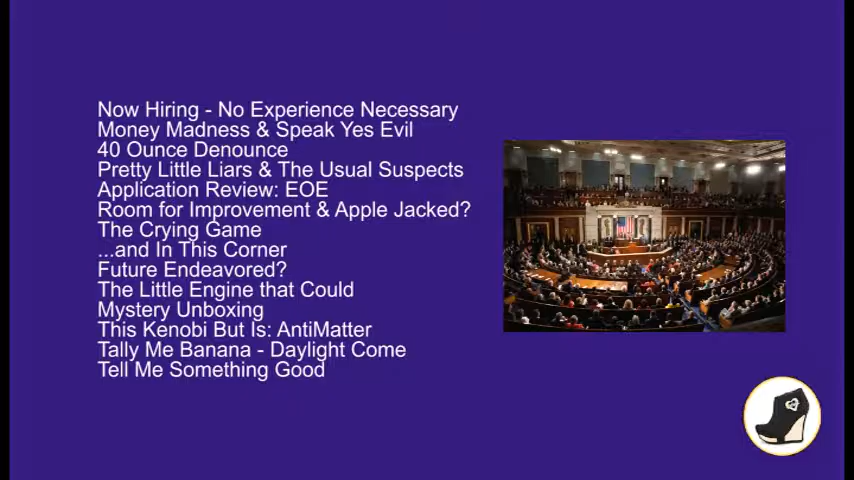 Now Hiring - No Experience Necessary
Money Madness & Speak Yes Evil
40 Ounce Denounce
Pretty Little Liars & The Usual Suspects
Application Review: EOE
Room for Improvement & Apple Jacked?
The Crying Game
...and In This Corner
Future Endeavored?
The Little Engine that Could
Mystery Unboxing
This Kenobi But Is: AntiMatter
Tally Me Banana - Daylight Come
Tell Me Something Good